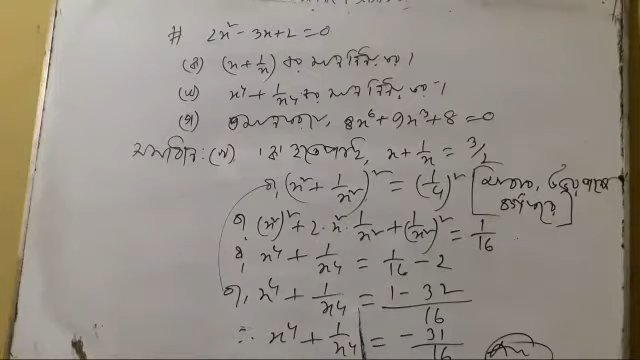 # 2x² - 3x + 2 = 0
(ক) (x + 1/x) এর মান নির্ণয় কর।
(খ) x⁴ + 1/x⁴ এর মান নির্ণয় কর।
(গ) প্রমাণ কর যে, 8x⁶ + 9x³ + 8 = 0
সমাধান: (খ) 'ক' হতে পাই, x + 1/x = 3/2
বা, (x² + 1/x²)² = (1/4)²
বা, (x²)² + 2·x²·1/x² + (1/x²)² = 1/16
বা, x⁴ + 1/x⁴ = 1/16 - 2
বা, x⁴ + 1/x⁴ = (1 - 32)/16
∴ x⁴ + 1/x⁴ = -31/16